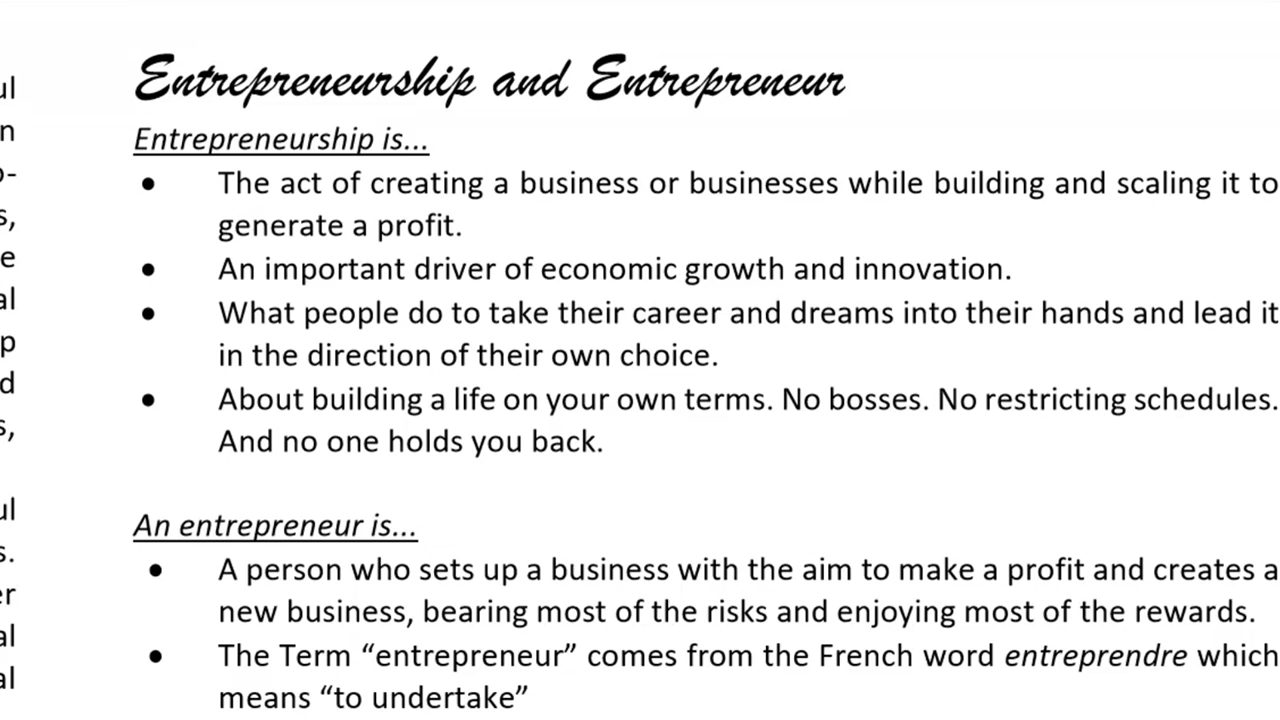 Entrepreneurship and Entrepreneur
Entrepreneurship is...
• The act of creating a business or businesses while building and scaling it to
generate a profit.
• An important driver of economic growth and innovation.
• What people do to take their career and dreams into their hands and lead it
in the direction of their own choice.
• About building a life on your own terms. No bosses. No restricting schedules.
And no one holds you back.
An entrepreneur is...
• A person who sets up a business with the aim to make a profit and creates a
new business, bearing most of the risks and enjoying most of the rewards.
• The Term “entrepreneur” comes from the French word entreprendre which
means “to undertake”